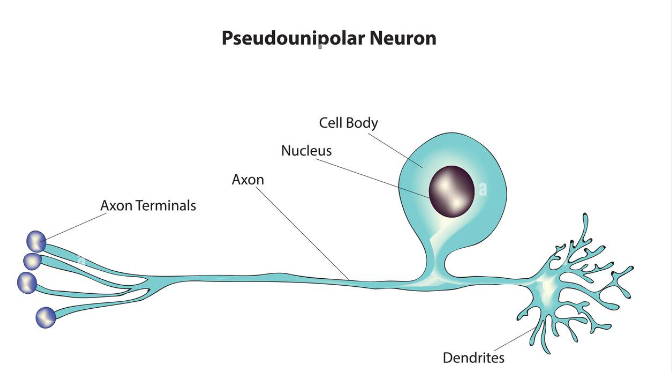 Pseudounipolar Neuron
Cell Body
Nucleus
Axon
Axon Terminals
a
a
Dendrites